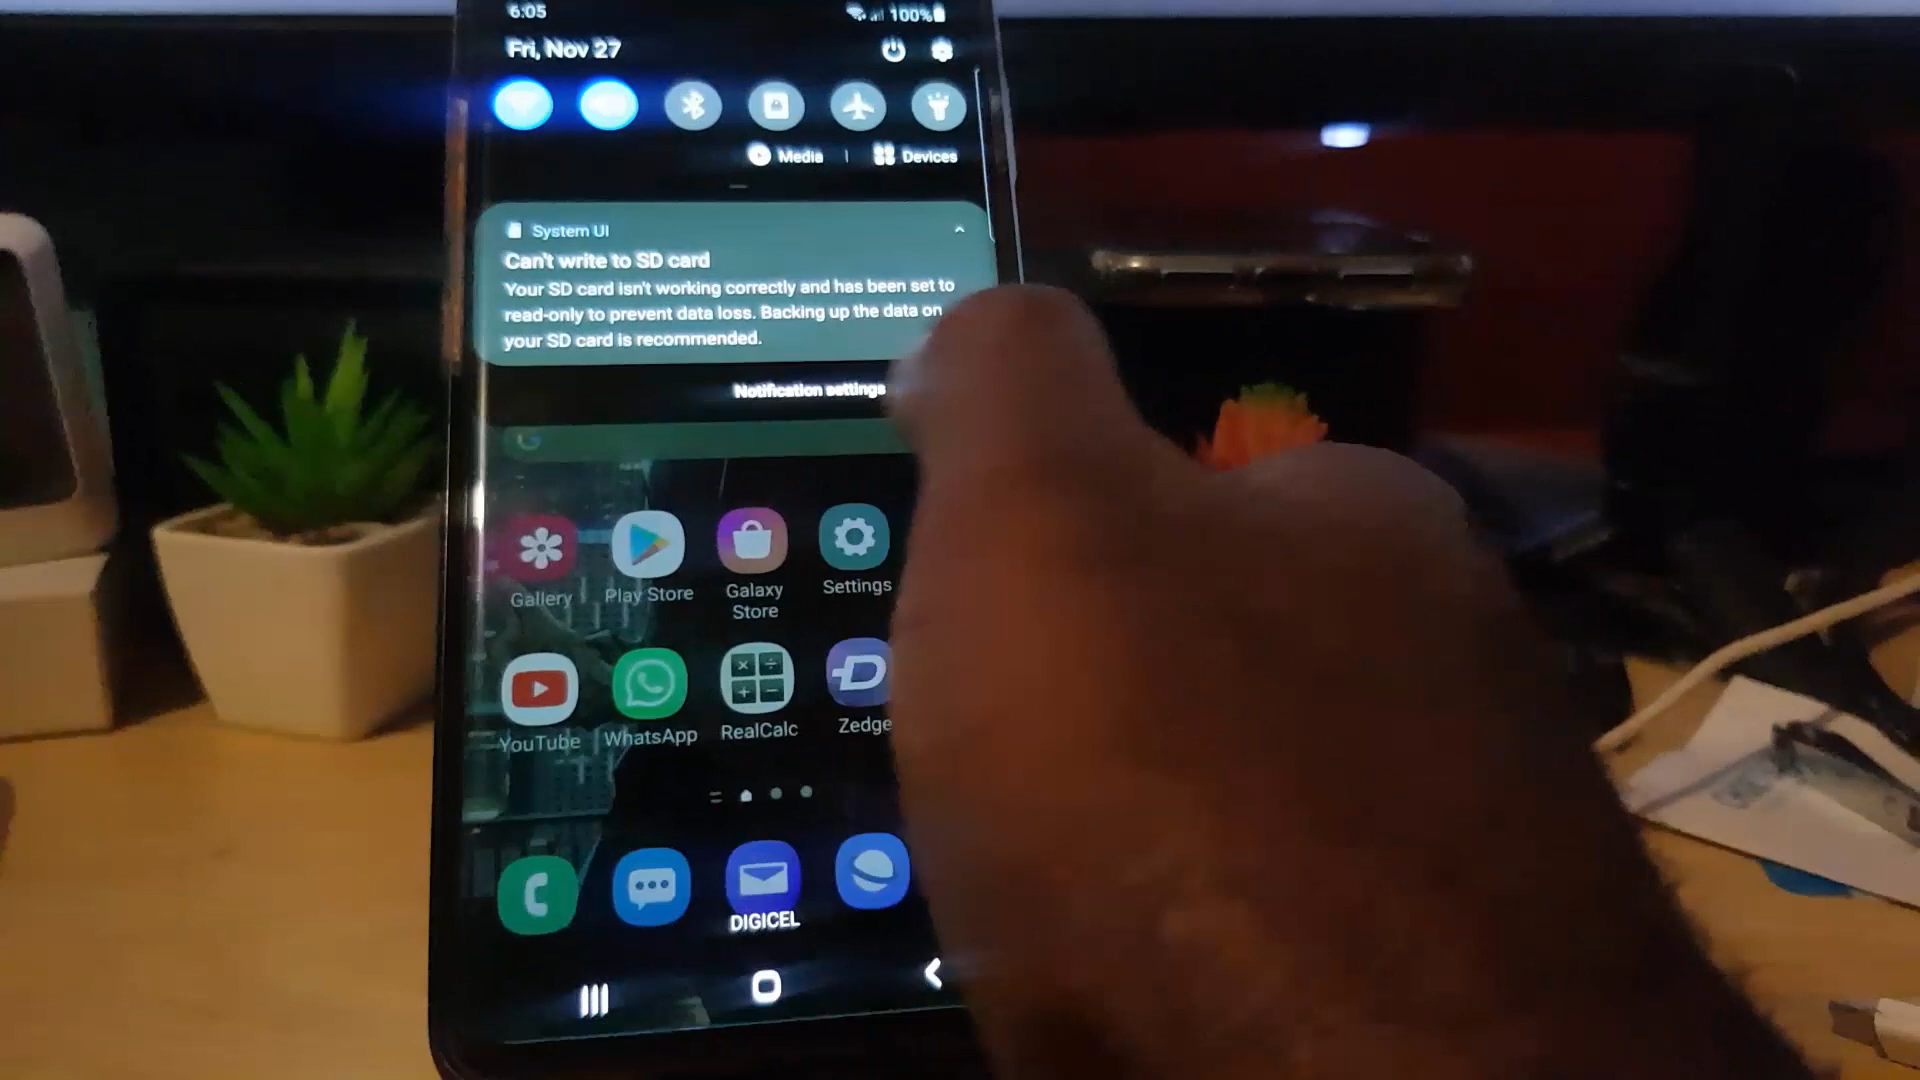 6:05
100%
Fri, Nov 27
Media | Devices
System UI
Can't write to SD card
Your SD card isn't working correctly and has been set to
read-only to prevent data loss. Backing up the data on
your SD card is recommended.
Notification settings
Gallery
Play Store
Galaxy
Store
Settings
YouTube
WhatsApp
RealCalc
Zedge
DIGICEL